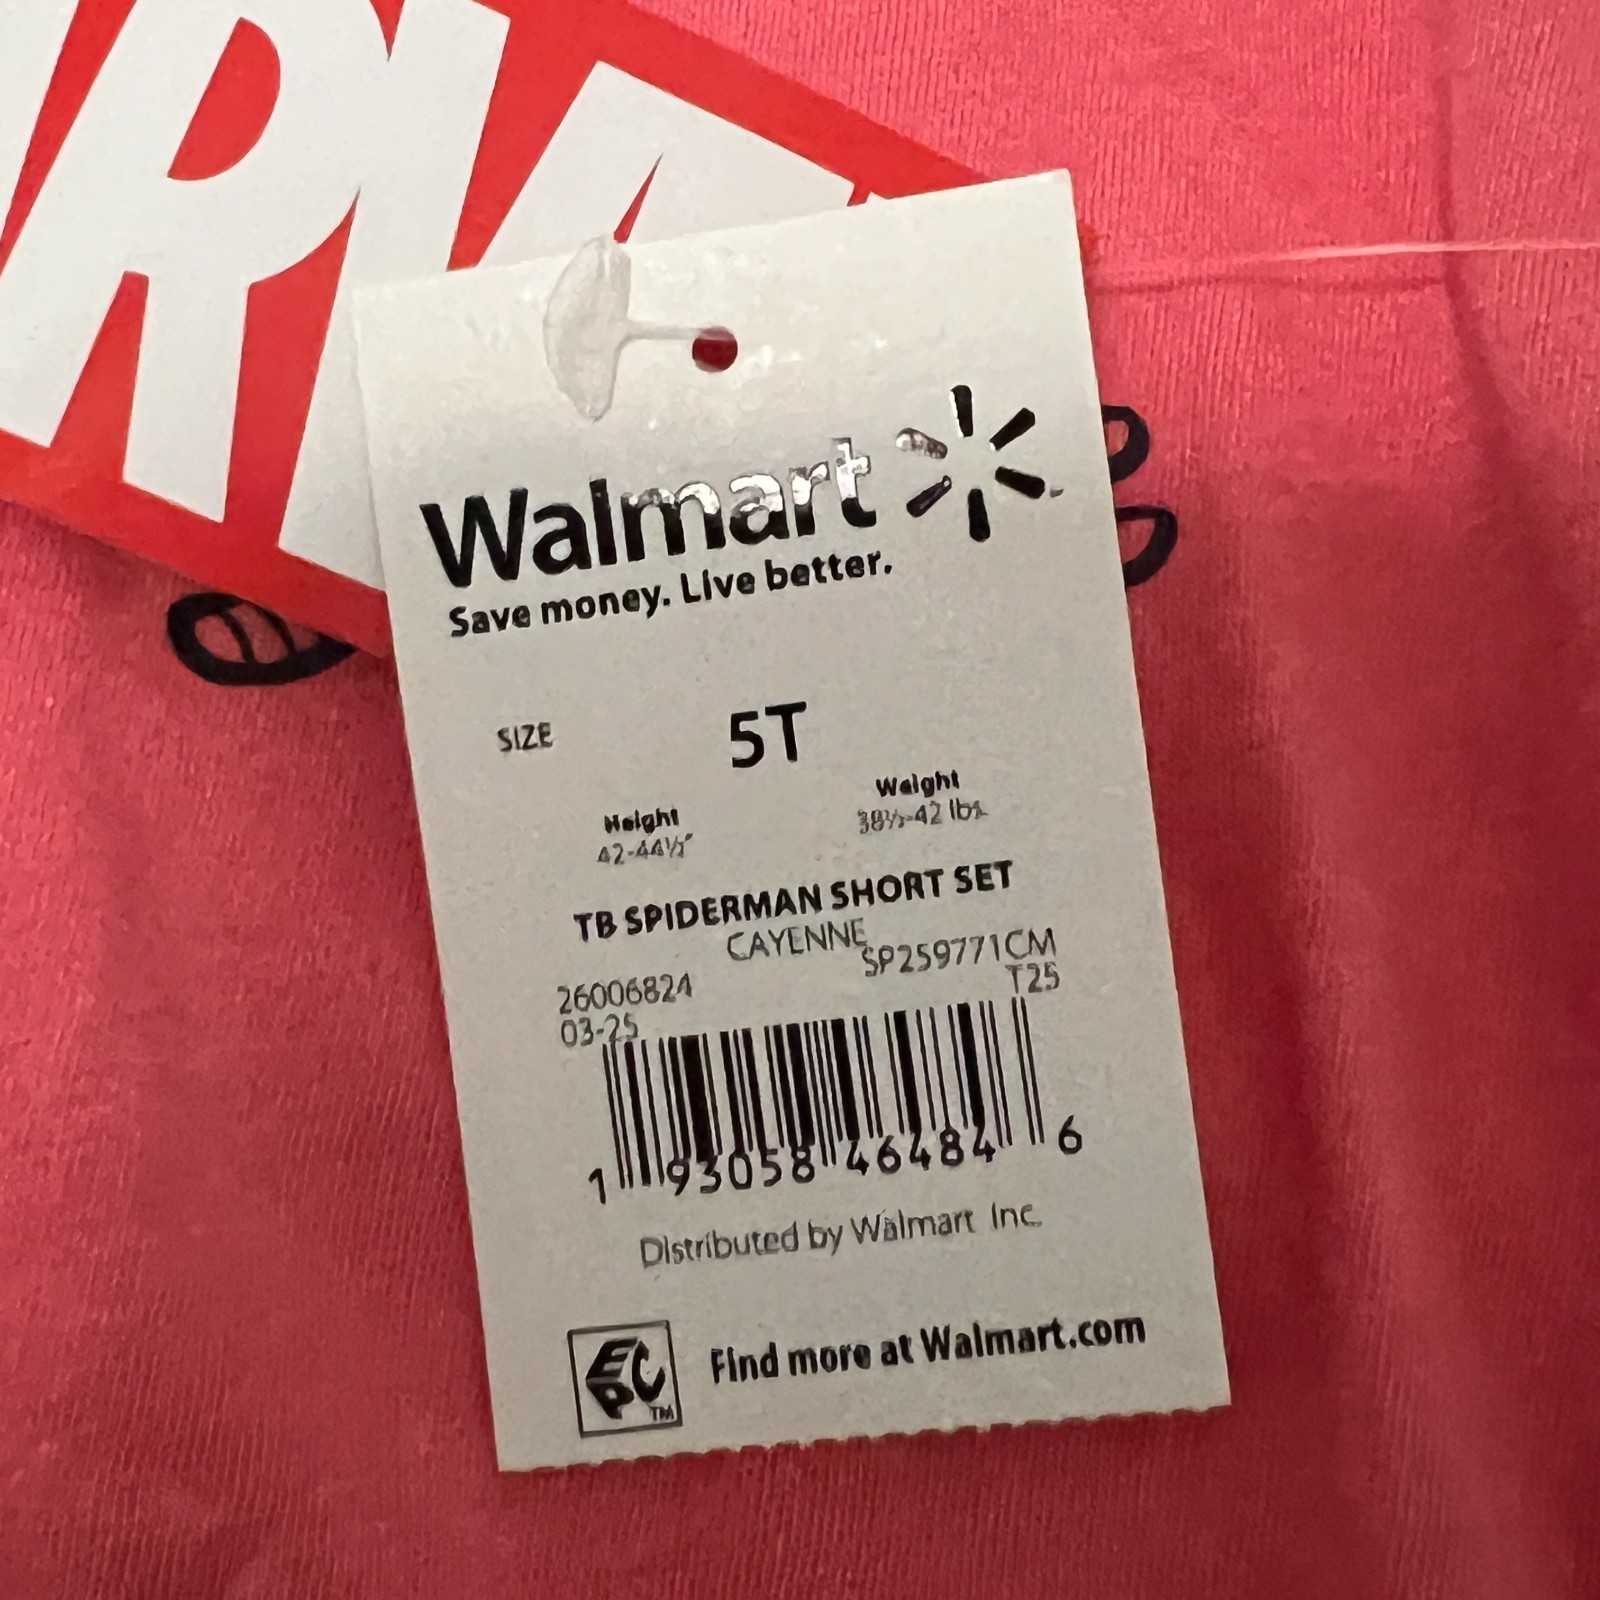 Walmart
Save money. Live better.
SIZE 5T
Height Weight
42-44½" 38½-42 lbs
TB SPIDERMAN SHORT SET
CAYENNE
26006824 SP259771CM
03-25 T25
1 93058 46484 6
Distributed by Walmart Inc.
EPC TM
Find more at Walmart.com